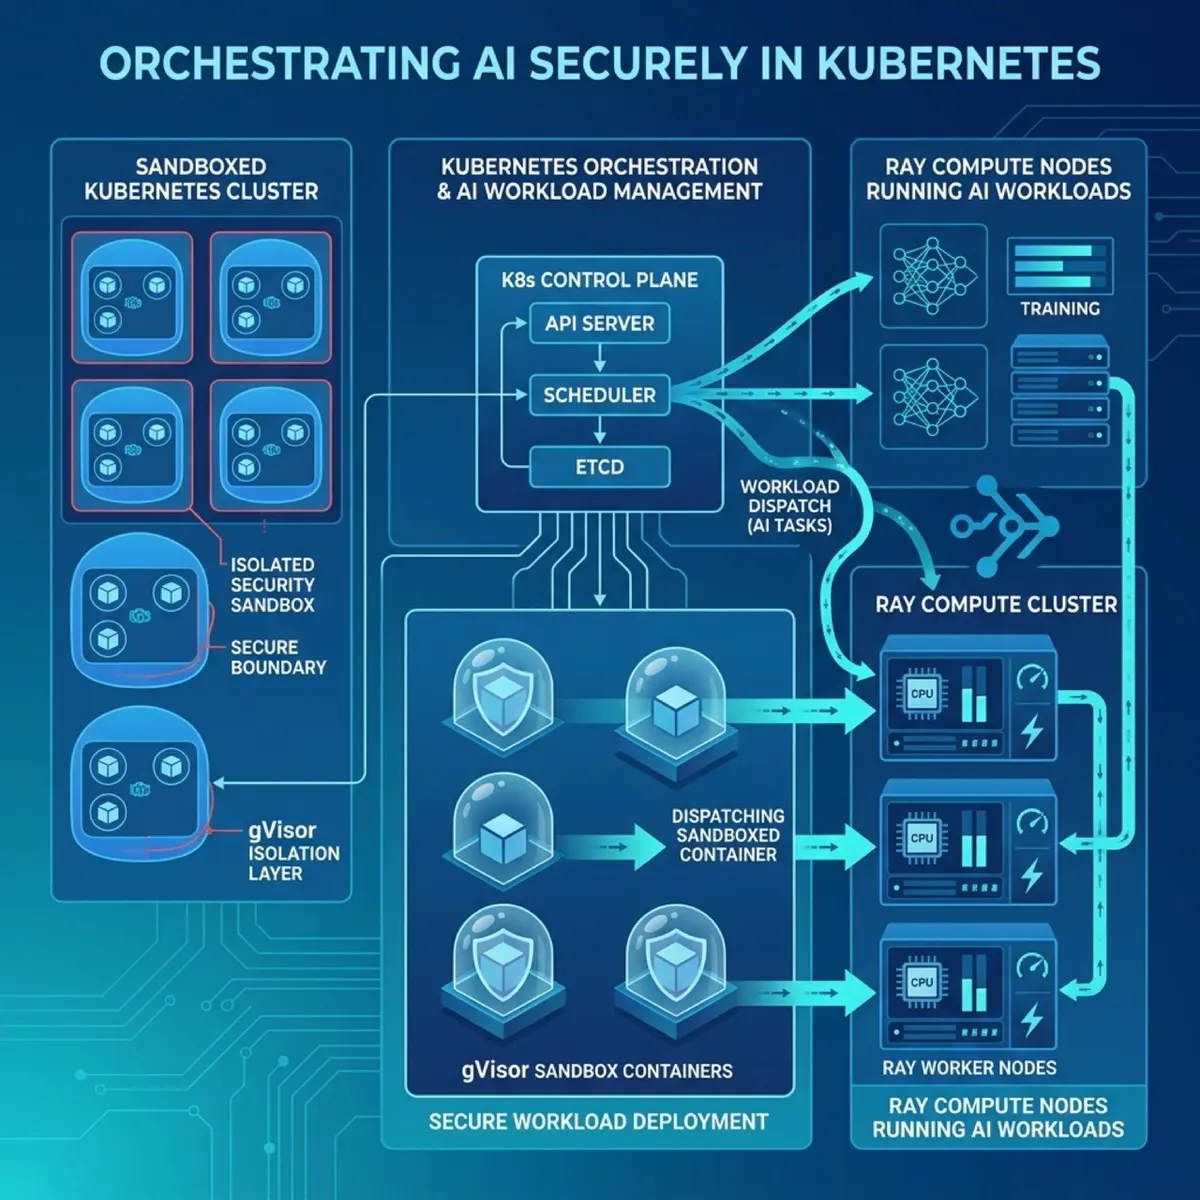 ORCHESTRATING AI SECURELY IN KUBERNETES
SANDBOXED
KUBERNETES CLUSTER
ISOLATED
SECURITY
SANDBOX
SECURE
BOUNDARY
gVisor
ISOLATION
LAYER
KUBERNETES ORCHESTRATION
& AI WORKLOAD MANAGEMENT
K8s CONTROL PLANE
API SERVER
SCHEDULER
ETCD
WORKLOAD
DISPATCH
(AI TASKS)
DISPATCHING
SANDBOXED
CONTAINER
gVisor SANDBOX CONTAINERS
SECURE WORKLOAD DEPLOYMENT
RAY COMPUTE NODES
RUNNING AI WORKLOADS
TRAINING
RAY COMPUTE CLUSTER
CPU
CPU
CPU
RAY WORKER NODES
RAY COMPUTE NODES
RUNNING AI WORKLOADS